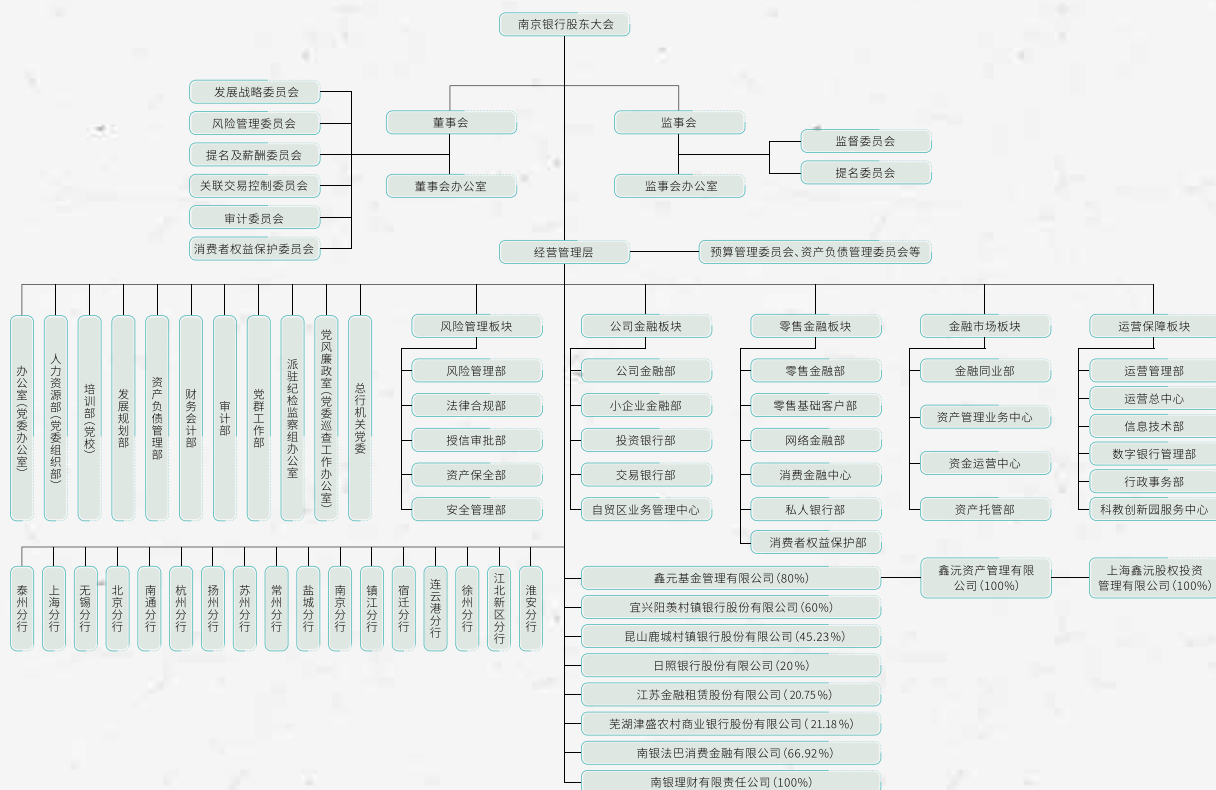 南京银行股东大会
发展战略委员会
风险管理委员会
提名及薪酬委员会
关联交易控制委员会
审计委员会
消费者权益保护委员会
董事会
董事会办公室
监事会
监事会办公室
监督委员会
提名委员会
经营管理层
预算管理委员会、资产负债管理委员会等
办公室(党委办公室)
人力资源部(党委组织部)
培训部(党校)
发展规划部
资产负债管理部
财务会计部
审计部
党群工作部
派驻纪检监察组办公室
党风廉政室(党委巡查工作办公室)
总行机关党委
风险管理板块
风险管理部
法律合规部
授信审批部
资产保全部
安全管理部
公司金融板块
公司金融部
小企业金融部
投资银行部
交易银行部
自贸区业务管理中心
零售金融板块
零售金融部
零售基础客户部
网络金融部
消费金融中心
私人银行部
消费者权益保护部
金融市场板块
金融同业部
资产管理业务中心
资金运营中心
资产托管部
运营保障板块
运营管理部
运营总中心
信息技术部
数字银行管理部
行政事务部
科教创新园服务中心
泰州分行
上海分行
无锡分行
北京分行
南通分行
杭州分行
扬州分行
苏州分行
常州分行
盐城分行
南京分行
镇江分行
宿迁分行
连云港分行
徐州分行
江北新区分行
淮安分行
鑫元基金管理有限公司(80%)
鑫沅资产管理有限
公司(100%)
上海鑫沅股权投资
管理有限公司(100%)
宜兴阳羡村镇银行股份有限公司(60%)
昆山鹿城村镇银行股份有限公司(45.23%)
日照银行股份有限公司(20%)
江苏金融租赁股份有限公司(20.75%)
芜湖津盛农村商业银行股份有限公司(21.18%)
南银法巴消费金融有限公司(66.92%)
南银理财有限责任公司(100%)